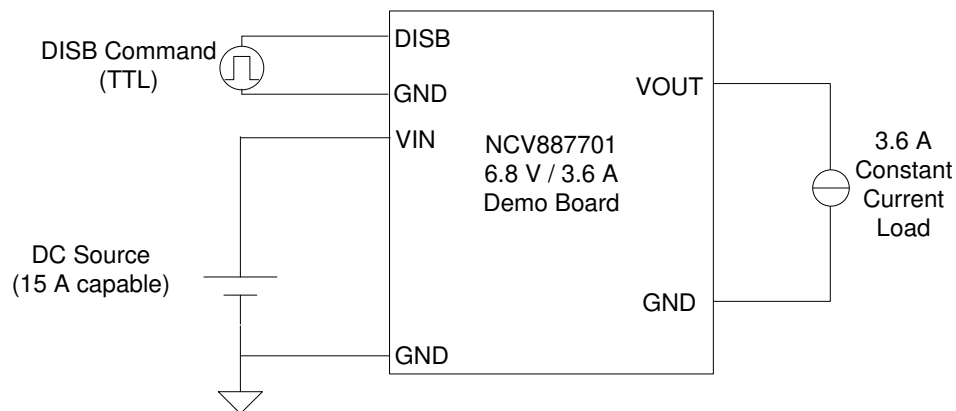 DISB Command
(TTL)
DISB
GND
VIN
GND
NCV887701
6.8 V / 3.6 A
Demo Board
VOUT
GND
3.6 A
Constant
Current
Load
DC Source
(15 A capable)